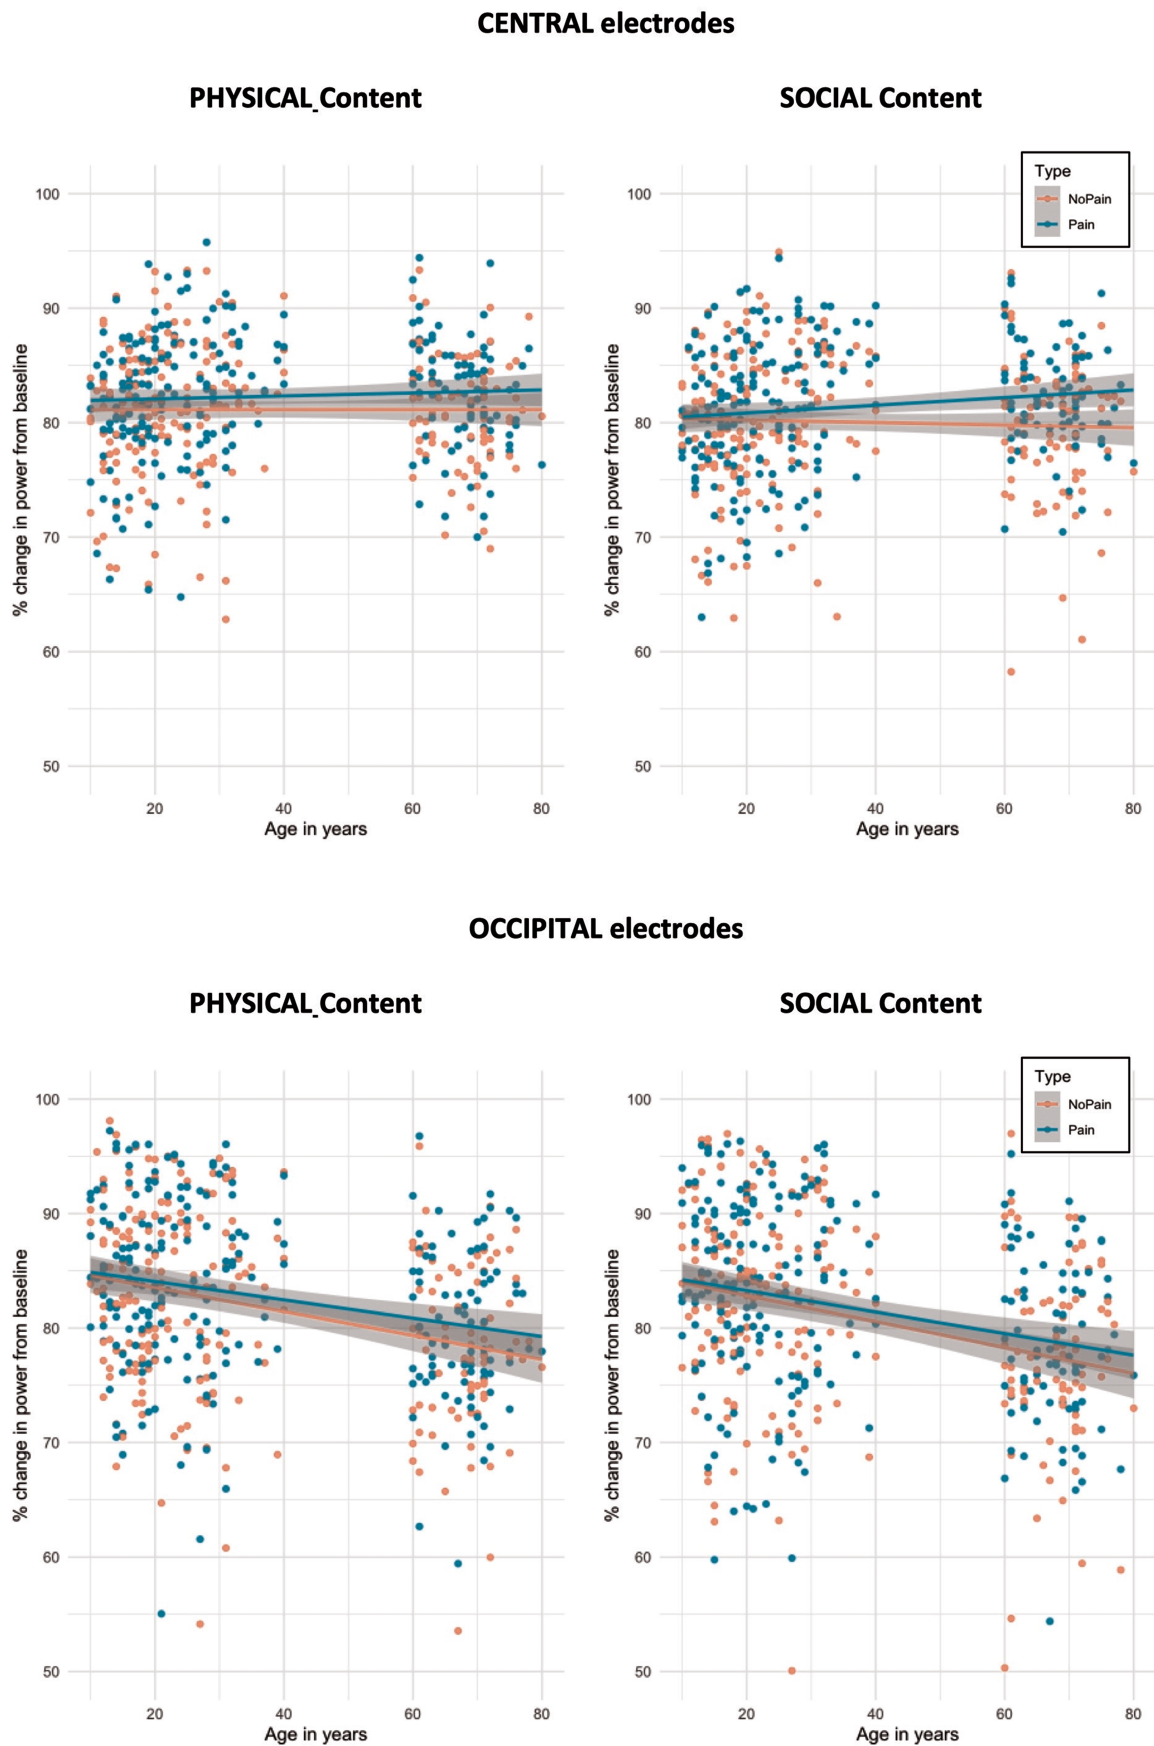 CENTRAL electrodes
PHYSICAL Content
SOCIAL Content
Type
NoPain
Pain
% change in power from baseline
100
90
80
70
60
50
20
40
60
80
Age in years
% change in power from baseline
100
90
80
70
60
50
20
40
60
80
Age in years
OCCIPITAL electrodes
PHYSICAL Content
SOCIAL Content
Type
NoPain
Pain
% change in power from baseline
100
90
80
70
60
50
20
40
60
80
Age in years
% change in power from baseline
100
90
80
70
60
50
20
40
60
80
Age in years